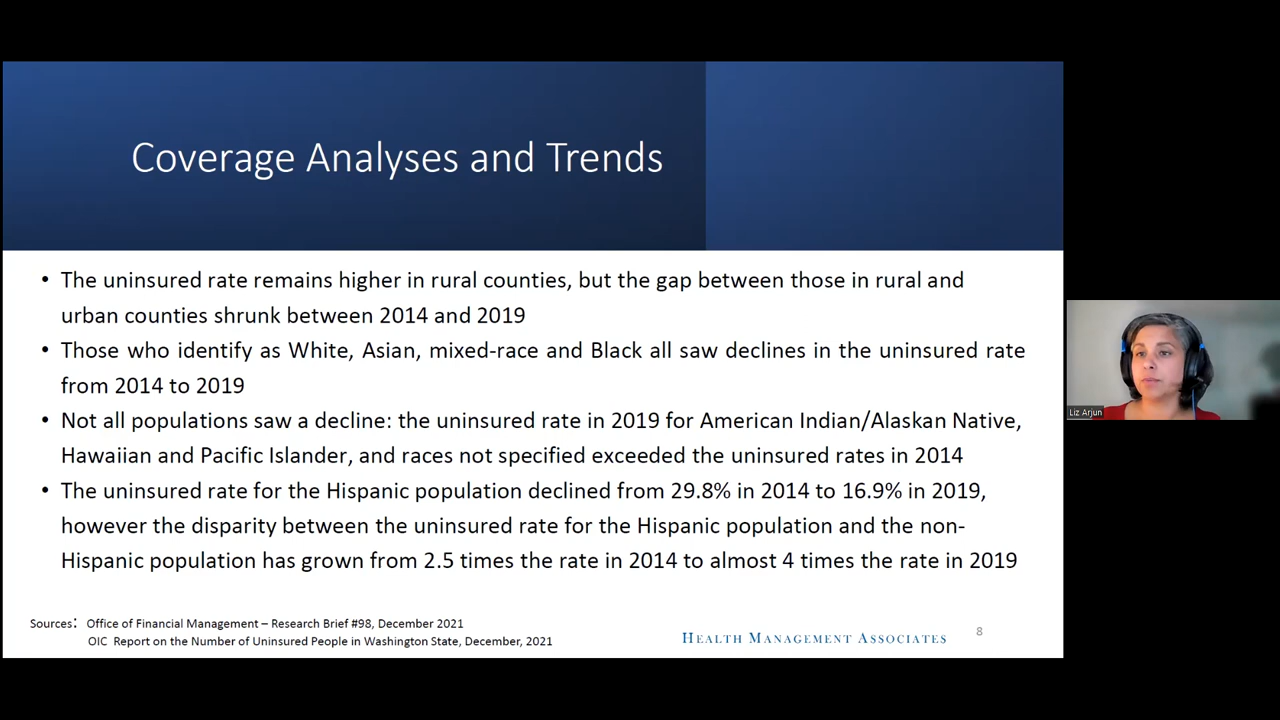 Coverage Analyses and Trends
• The uninsured rate remains higher in rural counties, but the gap between those in rural and
urban counties shrunk between 2014 and 2019
• Those who identify as White, Asian, mixed-race and Black all saw declines in the uninsured rate
from 2014 to 2019
• Not all populations saw a decline: the uninsured rate in 2019 for American Indian/Alaskan Native,
Hawaiian and Pacific Islander, and races not specified exceeded the uninsured rates in 2014
• The uninsured rate for the Hispanic population declined from 29.8% in 2014 to 16.9% in 2019,
however the disparity between the uninsured rate for the Hispanic population and the non-
Hispanic population has grown from 2.5 times the rate in 2014 to almost 4 times the rate in 2019
Sources: Office of Financial Management – Research Brief #98, December 2021
OIC Report on the Number of Uninsured People in Washington State, December, 2021
HEALTH MANAGEMENT ASSOCIATES
8
Liz Arjun